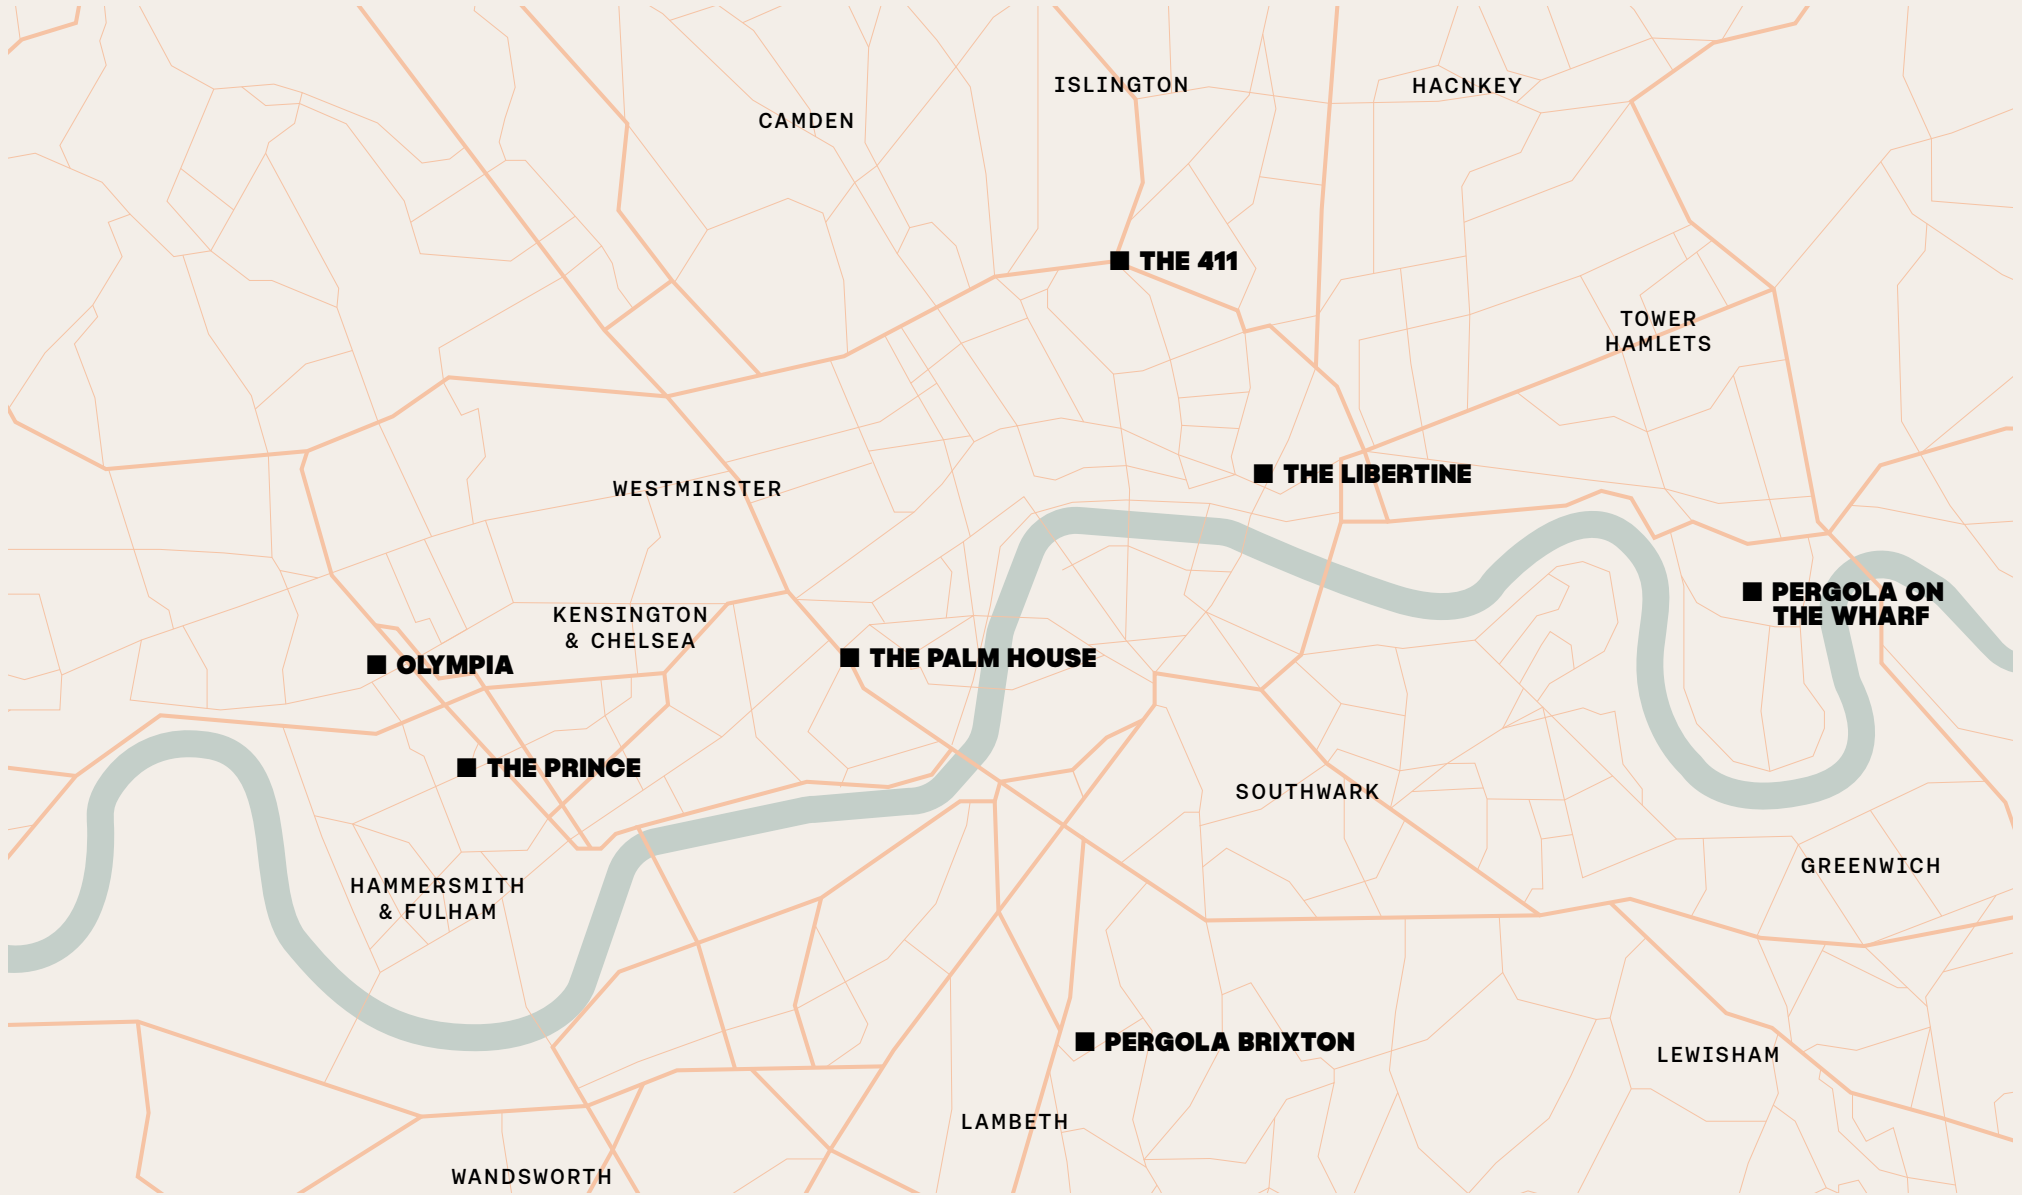 ISLINGTON
HACNKEY
CAMDEN
■ THE 411
TOWER
HAMLETS
■ THE LIBERTINE
WESTMINSTER
■ PERGOLA ON
THE WHARF
KENSINGTON
& CHELSEA
■ THE PALM HOUSE
■ OLYMPIA
■ THE PRINCE
SOUTHWARK
GREENWICH
HAMMERSMITH
& FULHAM
■ PERGOLA BRIXTON
LEWISHAM
LAMBETH
WANDSWORTH